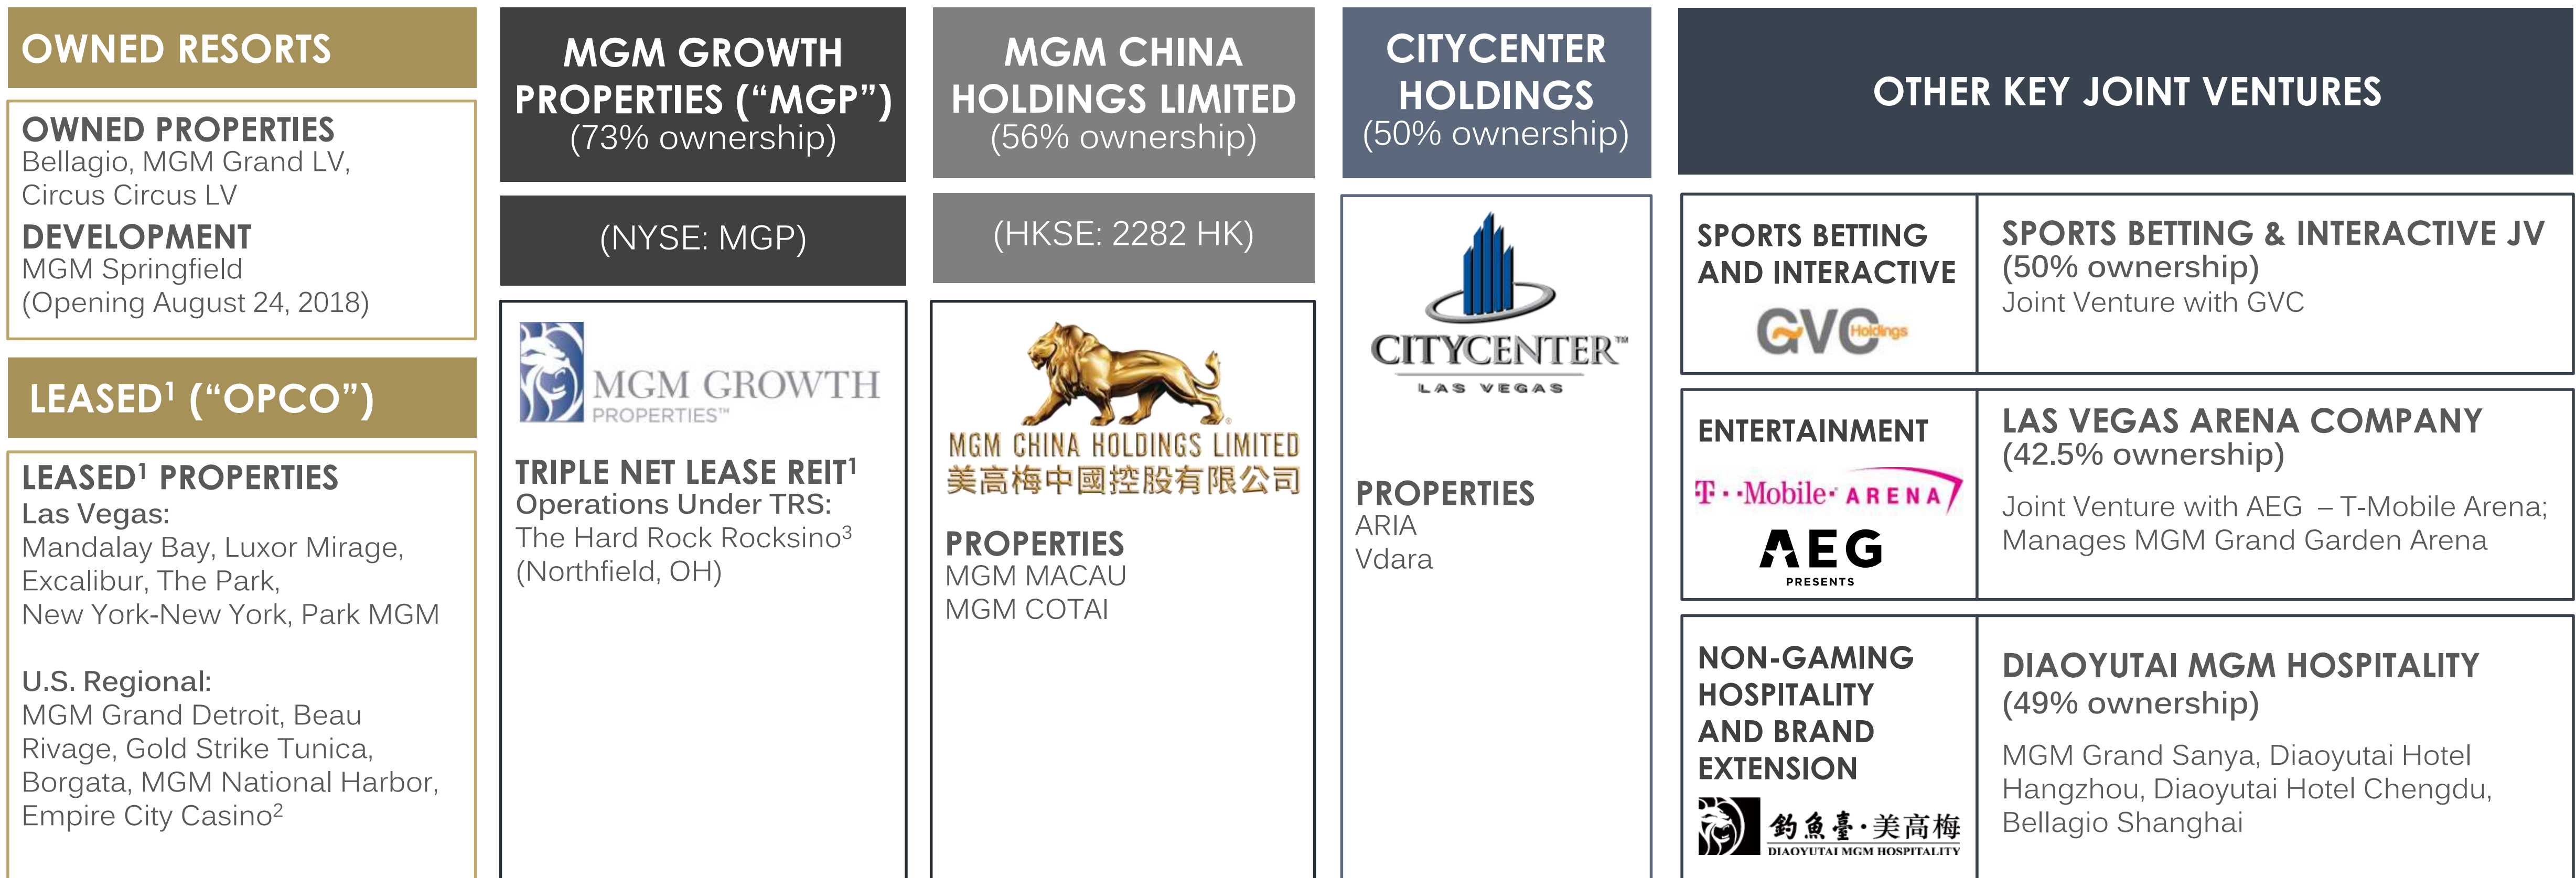 OWNED RESORTS
OWNED PROPERTIES
Bellagio, MGM Grand LV,
Circus Circus LV
DEVELOPMENT
MGM Springfield
(Opening August 24, 2018)
LEASED¹ (“OPCO”)
LEASED¹ PROPERTIES
Las Vegas:
Mandalay Bay, Luxor Mirage,
Excalibur, The Park,
New York-New York, Park MGM
U.S. Regional:
MGM Grand Detroit, Beau
Rivage, Gold Strike Tunica,
Borgata, MGM National Harbor,
Empire City Casino²
MGM GROWTH
PROPERTIES (“MGP”)
(73% ownership)
(NYSE: MGP)
MGM GROWTH
PROPERTIES™
TRIPLE NET LEASE REIT¹
Operations Under TRS:
The Hard Rock Rocksino³
(Northfield, OH)
MGM CHINA
HOLDINGS LIMITED
(56% ownership)
(HKSE: 2282 HK)
MGM CHINA HOLDINGS LIMITED
美高梅中國控股有限公司
PROPERTIES
MGM MACAU
MGM COTAI
CITYCENTER
HOLDINGS
(50% ownership)
CITYCENTER™
LAS VEGAS
PROPERTIES
ARIA
Vdara
OTHER KEY JOINT VENTURES
SPORTS BETTING
AND INTERACTIVE
GVC Holdings
SPORTS BETTING & INTERACTIVE JV
(50% ownership)
Joint Venture with GVC
ENTERTAINMENT
T··Mobile· ARENA
AEG
PRESENTS
LAS VEGAS ARENA COMPANY
(42.5% ownership)
Joint Venture with AEG – T-Mobile Arena;
Manages MGM Grand Garden Arena
NON-GAMING
HOSPITALITY
AND BRAND
EXTENSION
釣魚臺·美高梅
DIAOYUTAI MGM HOSPITALITY
DIAOYUTAI MGM HOSPITALITY
(49% ownership)
MGM Grand Sanya, Diaoyutai Hotel
Hangzhou, Diaoyutai Hotel Chengdu,
Bellagio Shanghai